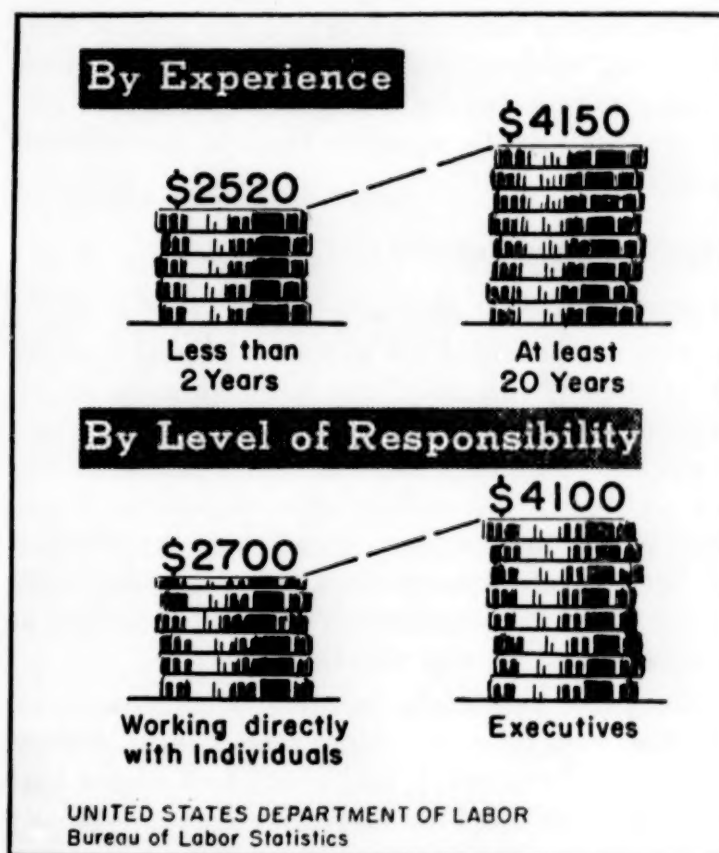 By Experience
$4150
$2520
Less than
2 Years
At least
20 Years
By Level of Responsibility
$4100
$2700
Working directly
with Individuals
Executives
UNITED STATES DEPARTMENT OF LABOR
Bureau of Labor Statistics